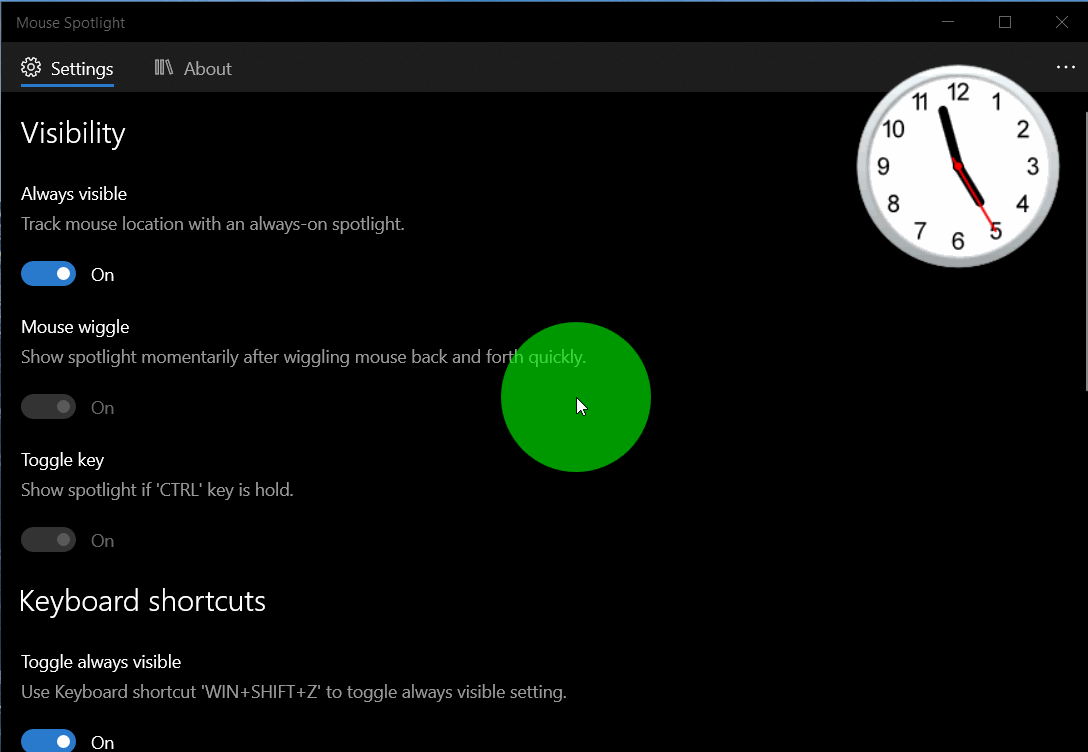 Mouse Spotlight
Settings
About
Visibility
Always visible
Track mouse location with an always-on spotlight.
On
Mouse wiggle
Show spotlight momentarily after wiggling mouse back and forth quickly.
On
Toggle key
Show spotlight if 'CTRL' key is hold.
On
Keyboard shortcuts
Toggle always visible
Use Keyboard shortcut 'WIN+SHIFT+Z' to toggle always visible setting.
On
12
1
2
3
4
5
6
7
8
9
10
11